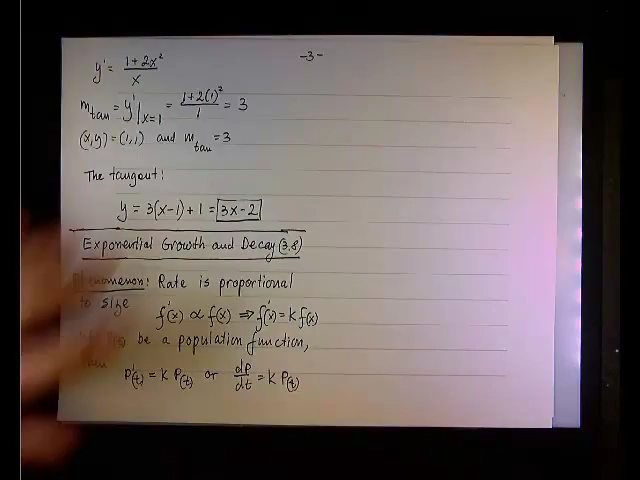 -3-
y' = (1+2x²)/x
m_tan = y'|_{x=1} = (1+2(1)²)/1 = 3
(x,y) = (1,1) and m_tan = 3
The tangent:
y = 3(x-1)+1 = 3x-2
Exponential Growth and Decay (3.8)
Phenomenon: Rate is proportional
to size
f'(x) ∝ f(x) ⇒ f'(x) = k f(x)
be a population function,
then
P'(t) = k P(t) or dP/dt = k P(t)